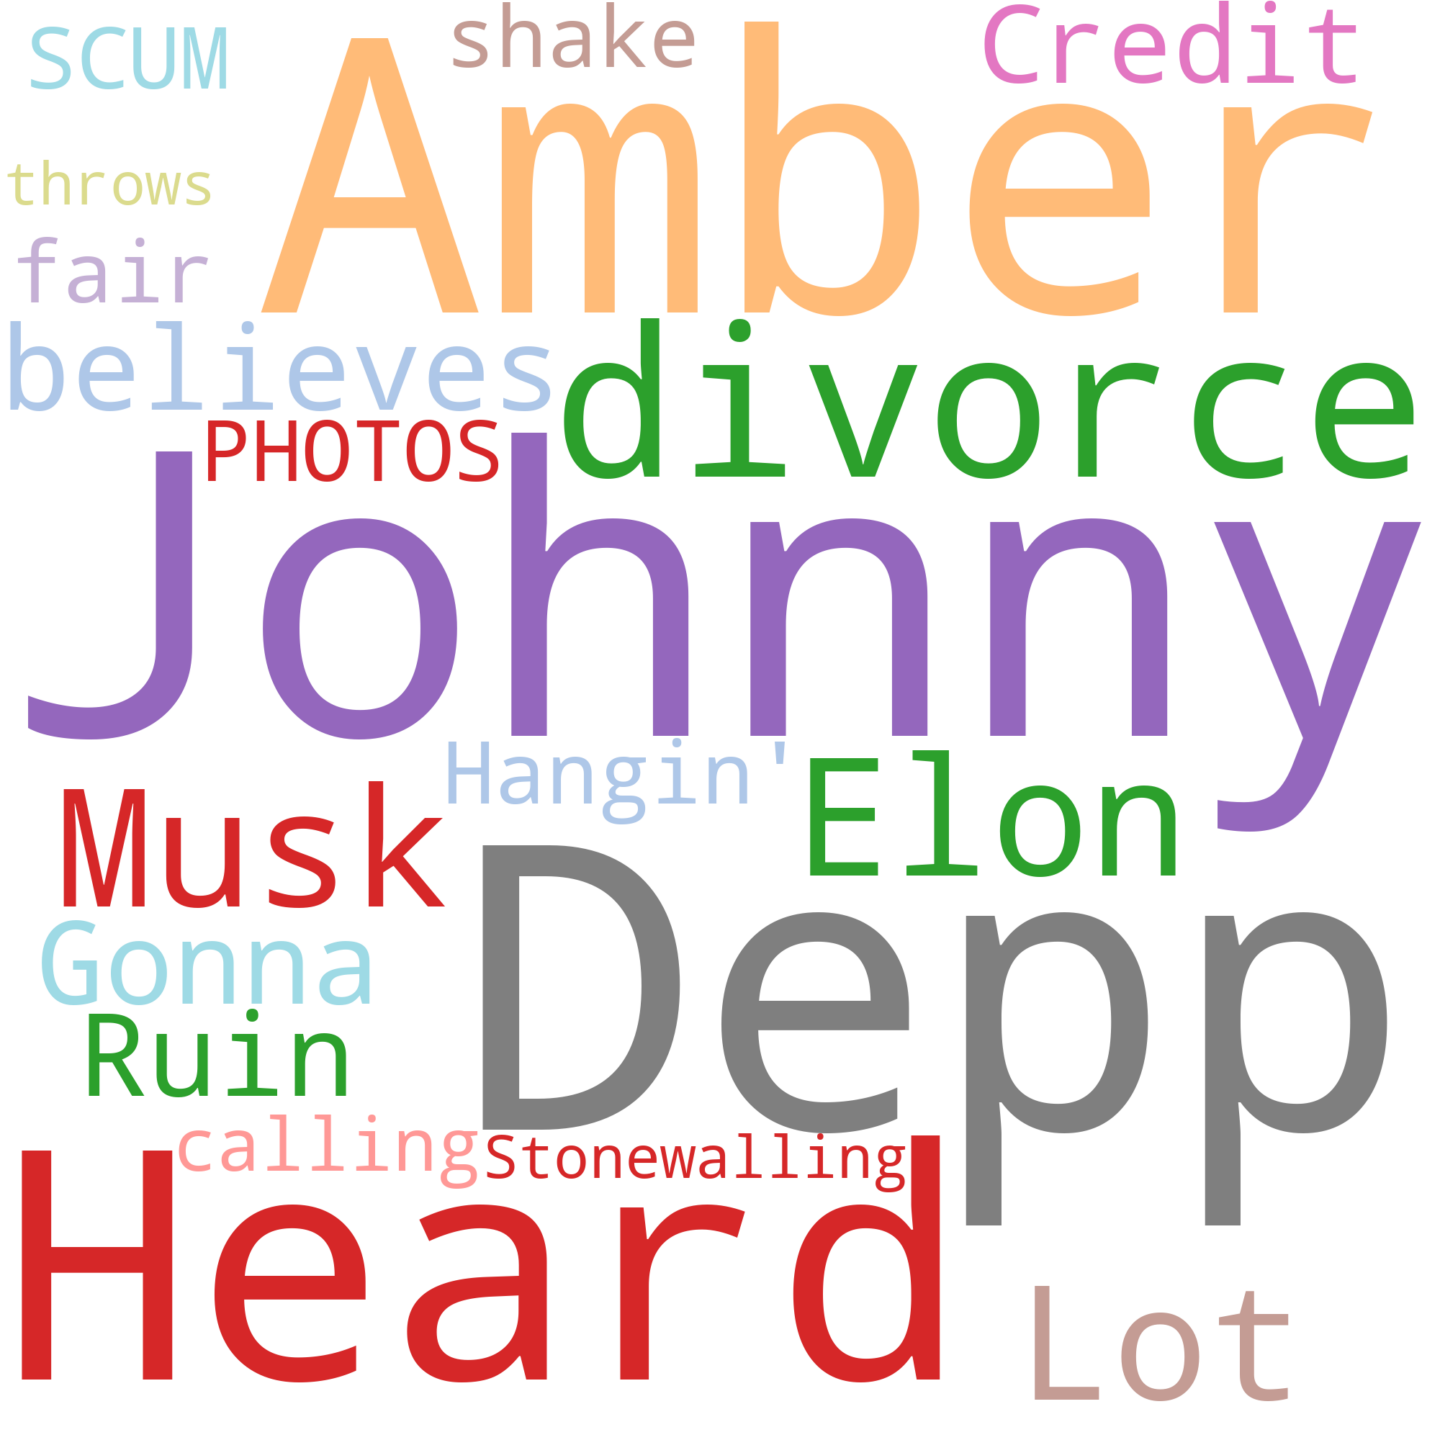 SCUM shake Credit
Amber
throws
fair
believes divorce
PHOTOS
Johnny
Hangin' Elon
Musk
Depp
Gonna
Ruin
calling Stonewalling
Heard
Lot